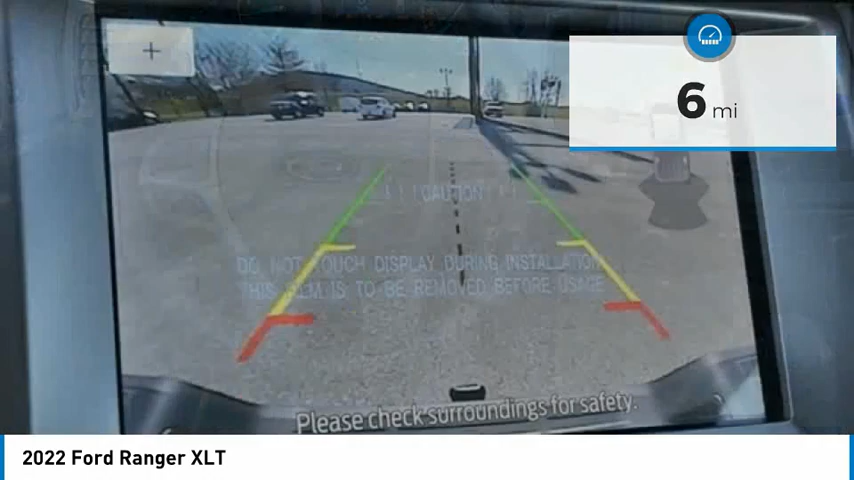 +
6 mi
! ! ! CAUTION ! ! !
DO NOT TOUCH DISPLAY DURING INSTALLATION
THIS FILM IS TO BE REMOVED BEFORE USAGE
Please check surroundings for safety.
2022 Ford Ranger XLT